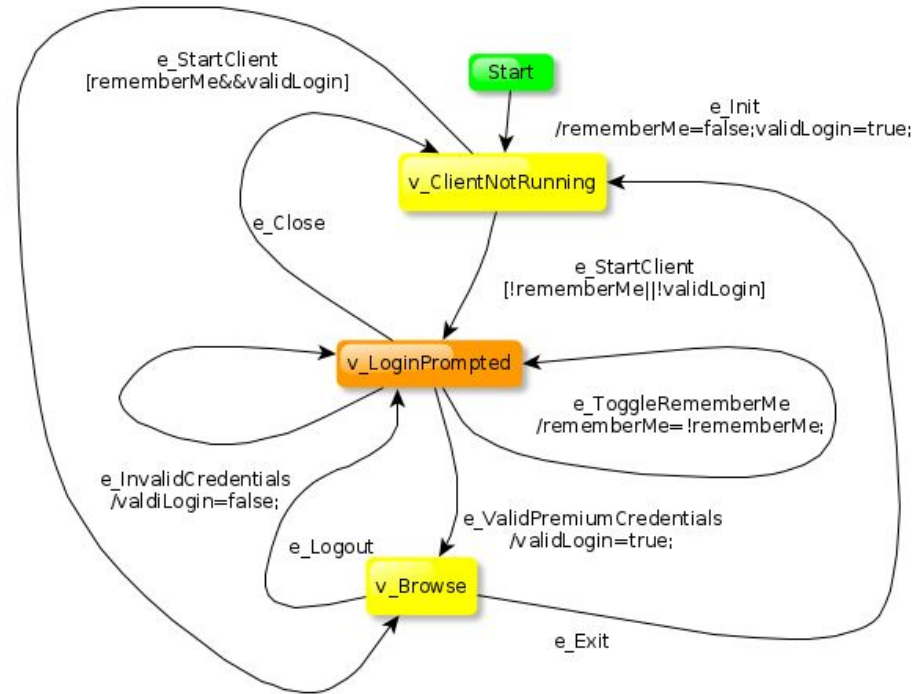 e_StartClient
[rememberMe&&validLogin]
Start
e_Init
/rememberMe=false;validLogin=true;
v_ClientNotRunning
e_Close
e_StartClient
[!rememberMe||!validLogin]
v_LoginPrompted
e_ToggleRememberMe
/rememberMe=!rememberMe;
e_InvalidCredentials
/valdiLogin=false;
e_ValidPremiumCredentials
/validLogin=true;
e_Logout
v_Browse
e_Exit